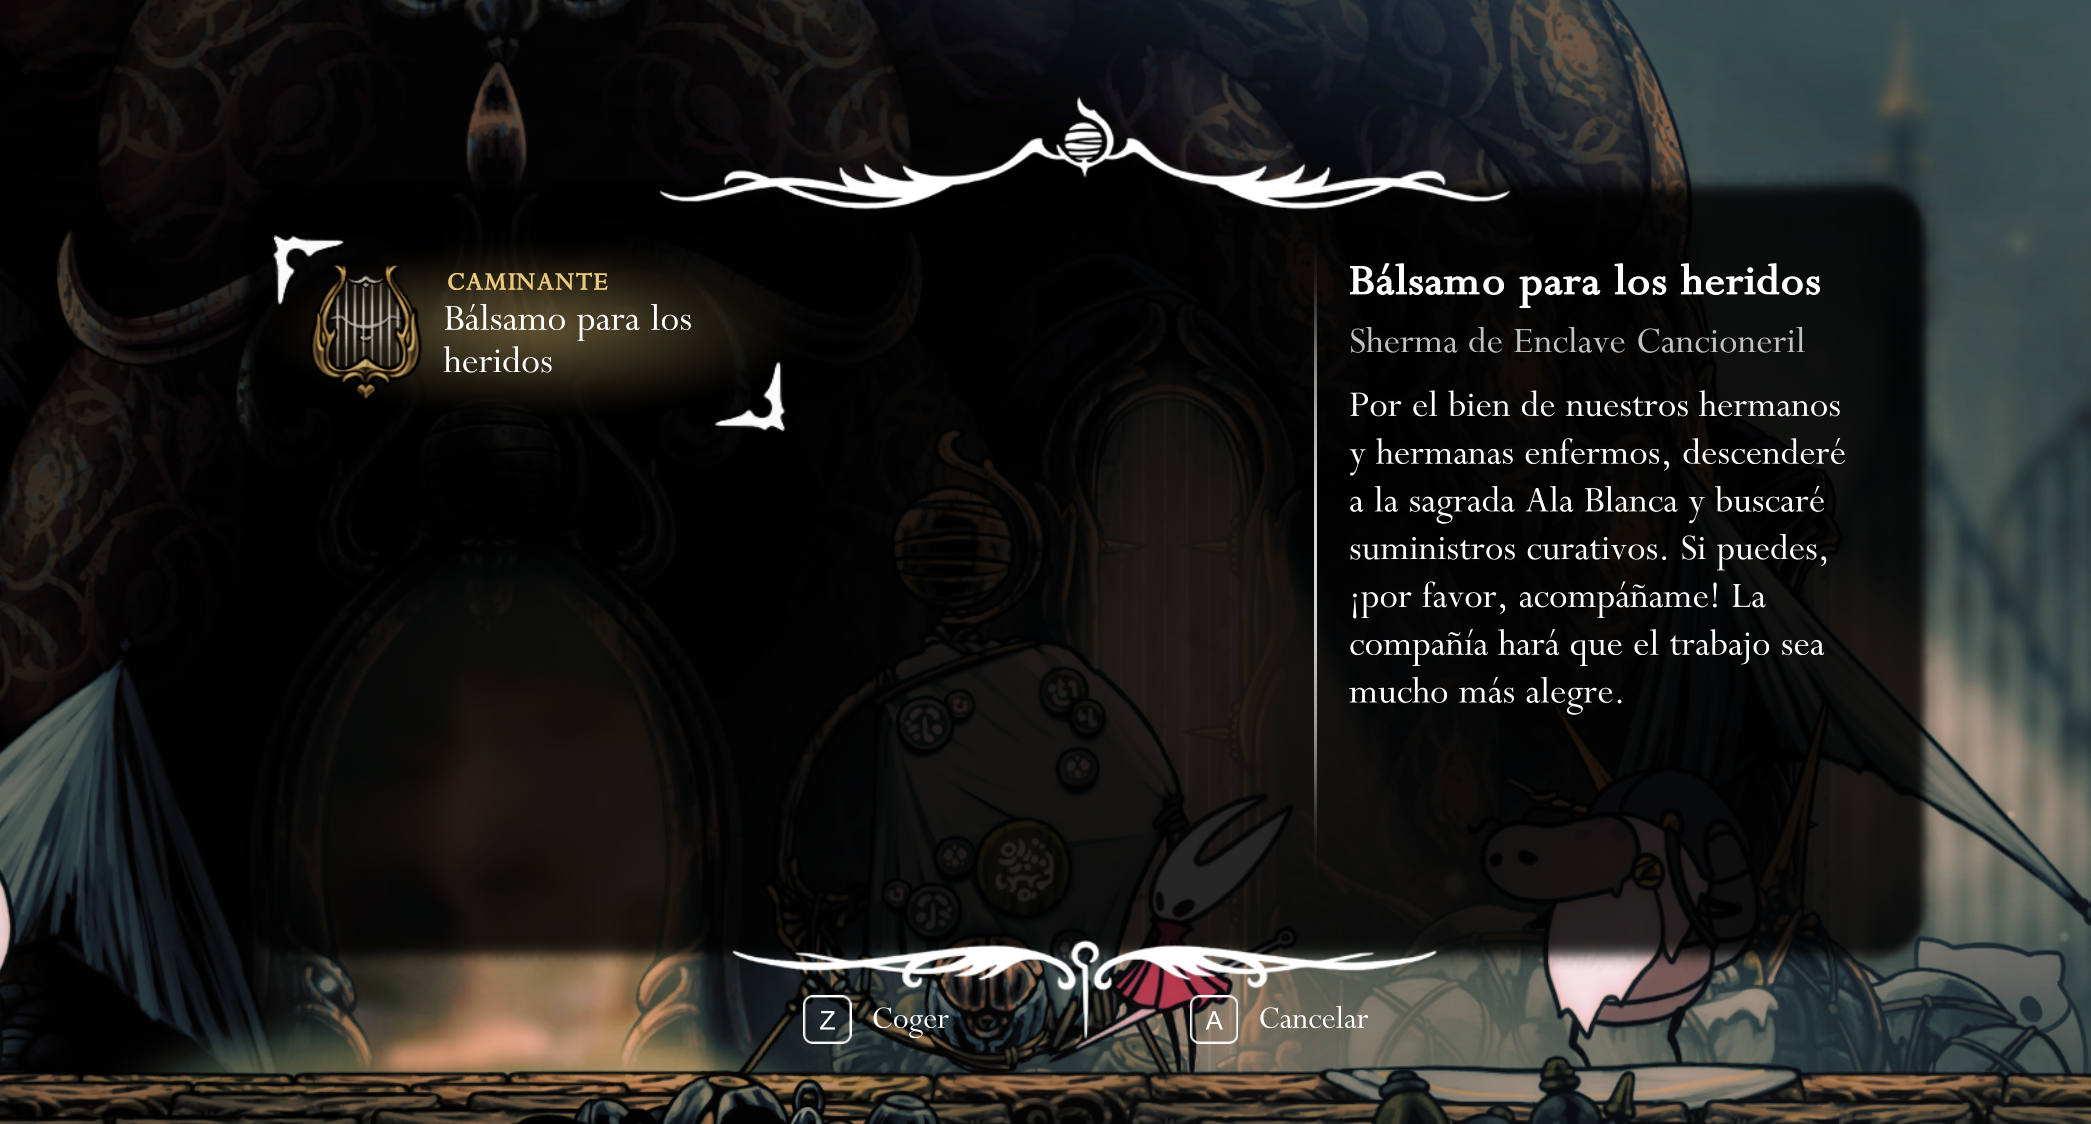 CAMINANTE
Bálsamo para los
heridos
Bálsamo para los heridos
Sherma de Enclave Cancioneril
Por el bien de nuestros hermanos
y hermanas enfermos, descenderé
a la sagrada Ala Blanca y buscaré
suministros curativos. Si puedes,
¡por favor, acompáñame! La
compañía hará que el trabajo sea
mucho más alegre.
Z Coger
A Cancelar